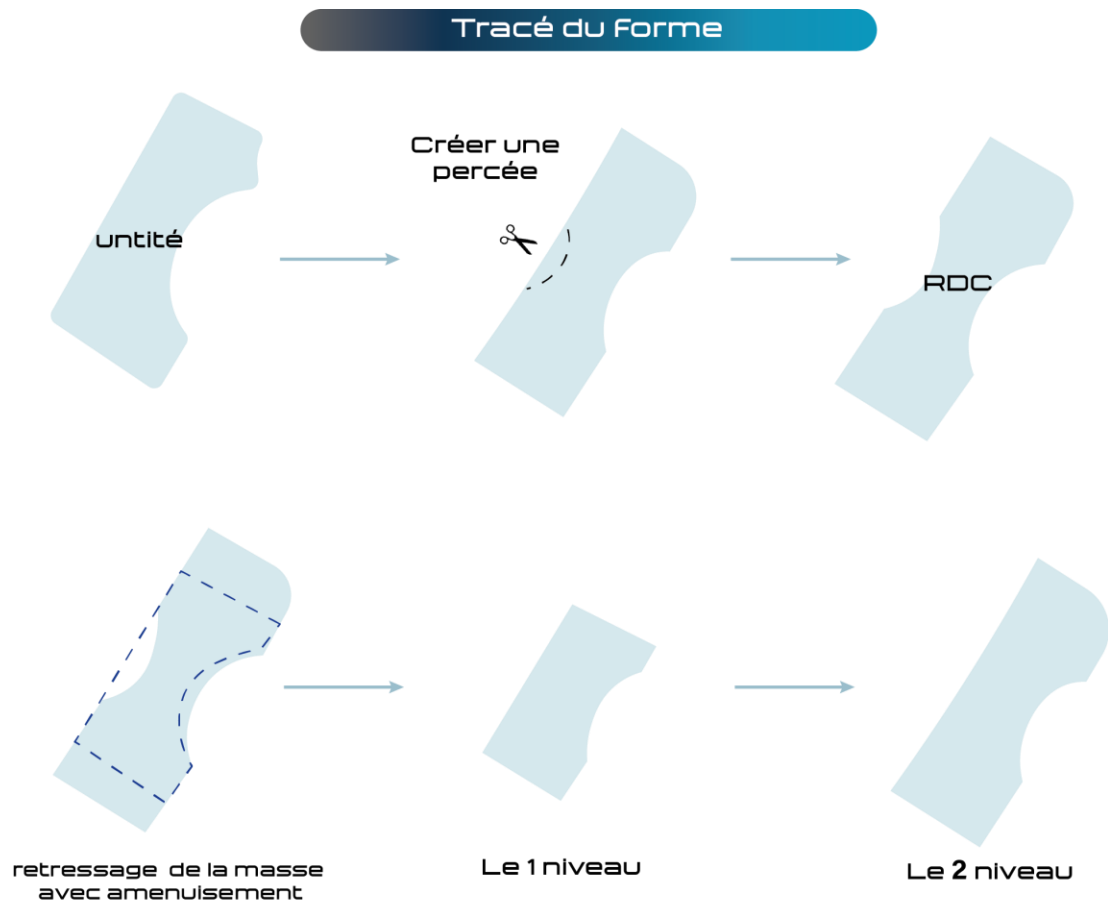 Tracé du Forme
Créer une
percée
untité
RDC
retressage de la masse
avec amenuisement
Le 1 niveau
Le 2 niveau